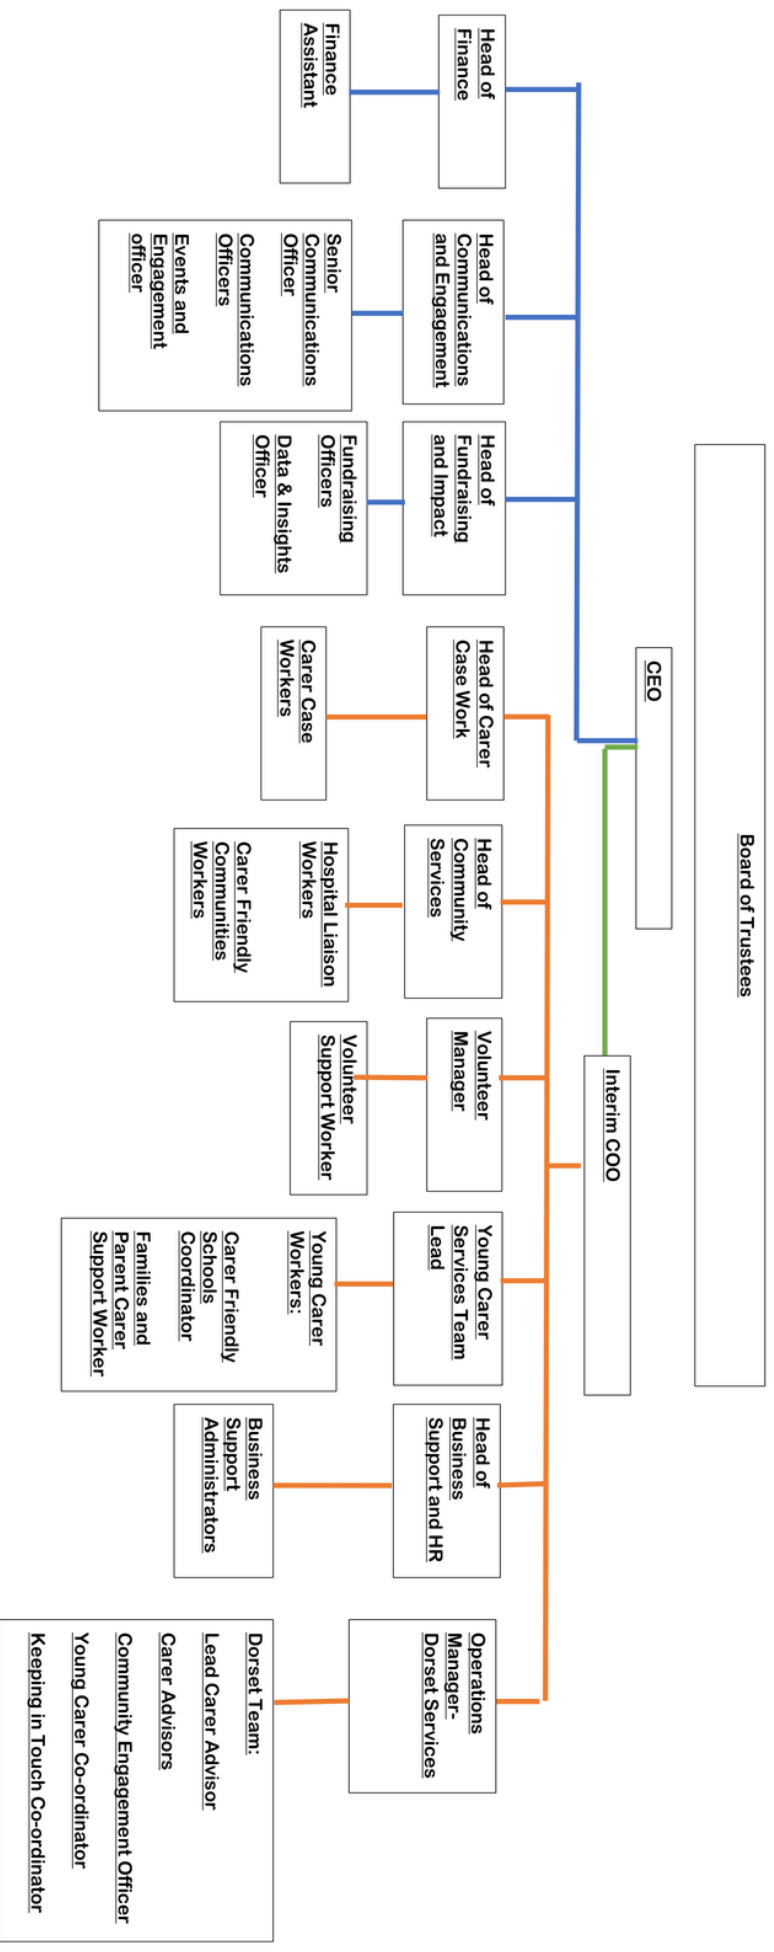 Board of Trustees
CEO
Interim COO
Head of
Finance
Head of
Communications
and Engagement
Head of
Fundraising
and Impact
Head of Carer
Case Work
Head of
Community
Services
Volunteer
Manager
Young Carer
Services Team
Lead
Head of
Business
Support and HR
Operations
Manager-
Dorset Services
Finance
Assistant
Senior
Communications
Officer
Communications
Officers
Events and
Engagement
officer
Fundraising
Officers
Data & Insights
Officer
Carer Case
Workers
Hospital Liaison
Workers
Carer Friendly
Communities
Workers
Volunteer
Support Worker
Young Carer
Workers:
Carer Friendly
Schools
Coordinator
Families and
Parent Carer
Support Worker
Business
Support
Administrators
Dorset Team:
Lead Carer Advisor
Carer Advisors
Community Engagement Officer
Young Carer Co-ordinator
Keeping in Touch Co-ordinator